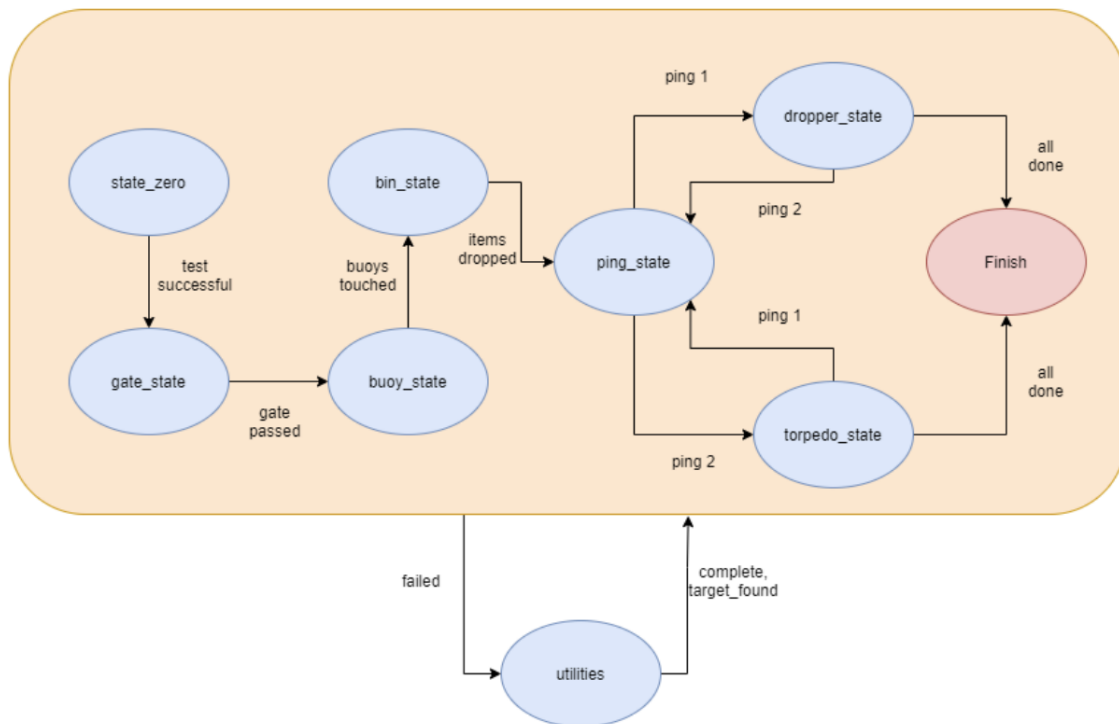 ping 1
dropper_state
all
done
state_zero
bin_state
ping 2
items
dropped
ping_state
Finish
test
successful
buoys
touched
ping 1
gate_state
buoy_state
all
done
gate
passed
torpedo_state
ping 2
failed
complete,
target_found
utilities